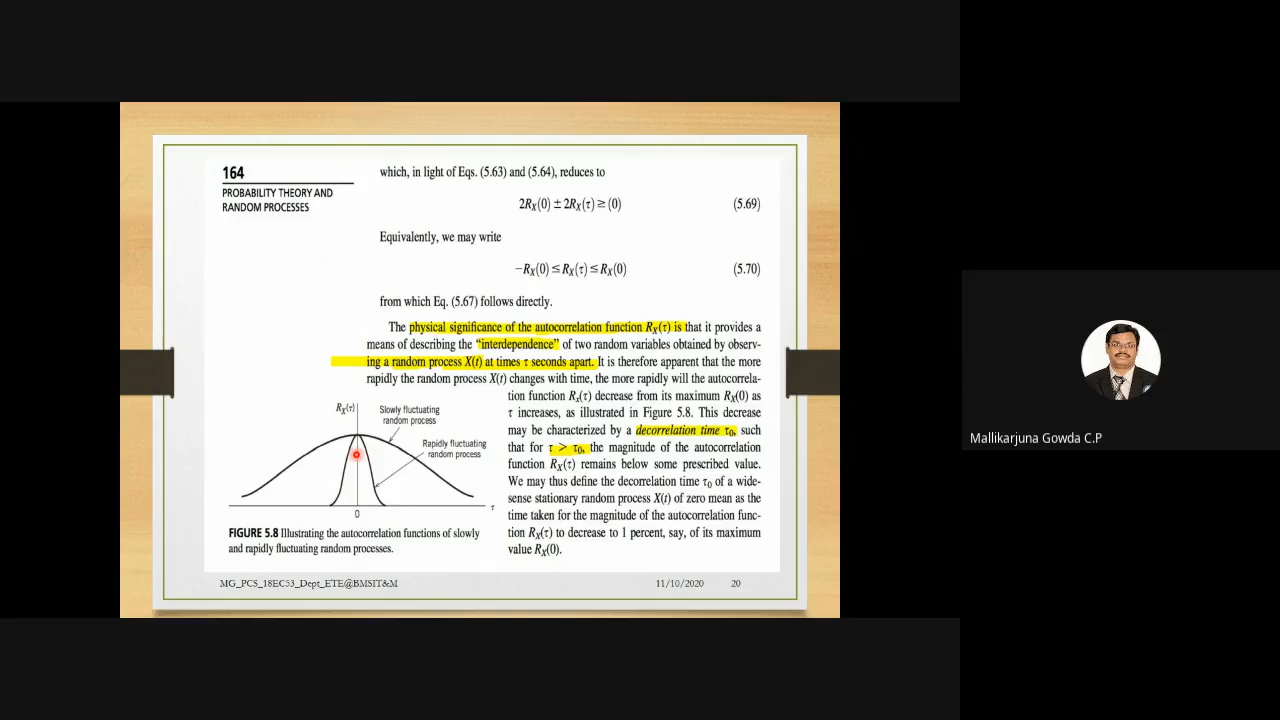 164
PROBABILITY THEORY AND
RANDOM PROCESSES
which, in light of Eqs. (5.63) and (5.64), reduces to
2R_X(0) ± 2R_X(τ) ≥ (0) (5.69)
Equivalently, we may write
−R_X(0) ≤ R_X(τ) ≤ R_X(0) (5.70)
from which Eq. (5.67) follows directly.
The physical significance of the autocorrelation function R_X(τ) is that it provides a
means of describing the “interdependence” of two random variables obtained by observ-
ing a random process X(t) at times τ seconds apart. It is therefore apparent that the more
rapidly the random process X(t) changes with time, the more rapidly will the autocorrela-
tion function R_X(τ) decrease from its maximum R_X(0) as
τ increases, as illustrated in Figure 5.8. This decrease
may be characterized by a decorrelation time τ₀, such
that for τ > τ₀, the magnitude of the autocorrelation
function R_X(τ) remains below some prescribed value.
We may thus define the decorrelation time τ₀ of a wide-
sense stationary random process X(t) of zero mean as the
time taken for the magnitude of the autocorrelation func-
tion R_X(τ) to decrease to 1 percent, say, of its maximum
value R_X(0).
R_X(τ)
Slowly fluctuating
random process
Rapidly fluctuating
random process
τ
0
FIGURE 5.8 Illustrating the autocorrelation functions of slowly
and rapidly fluctuating random processes.
MG_PCS_18EC53_Dept_ETE@BMSIT&M 11/10/2020 20
Mallikarjuna Gowda C.P